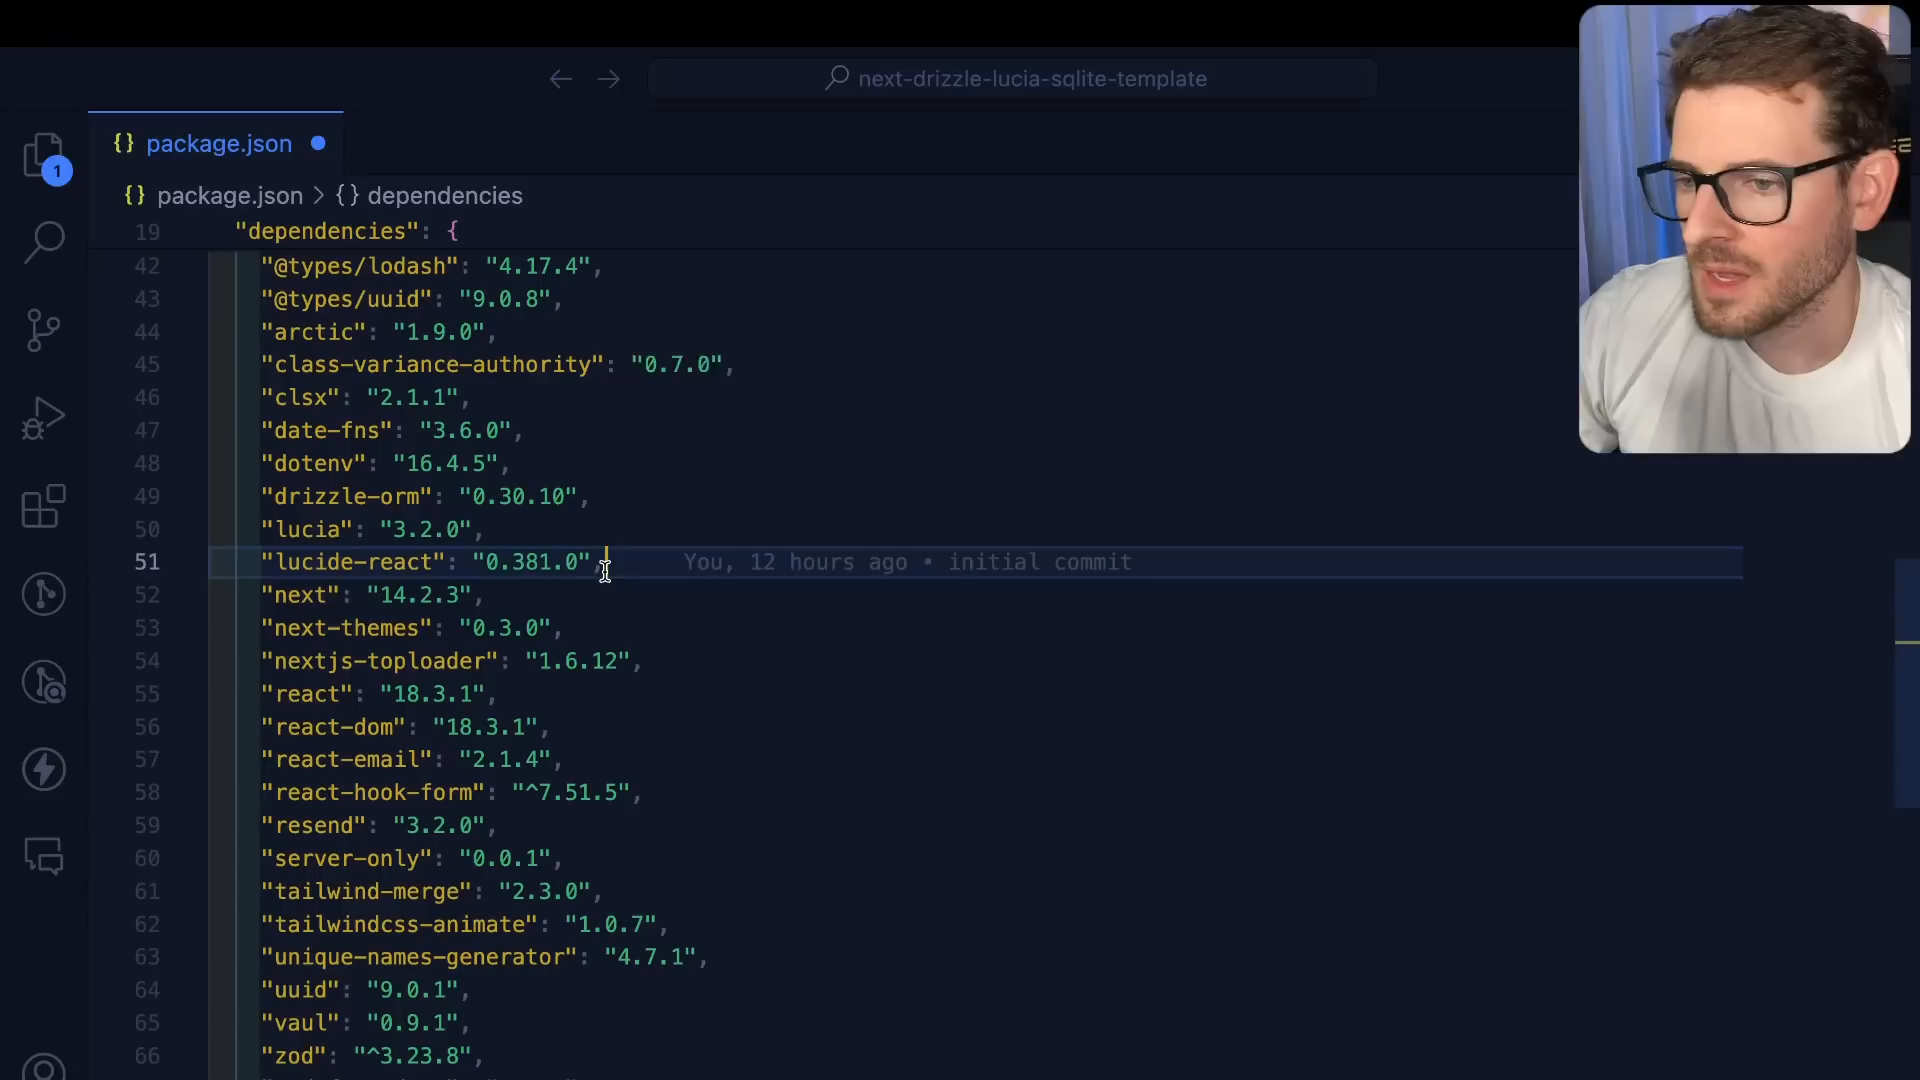 next-drizzle-lucia-sqlite-template
{} package.json
1
{} package.json > {} dependencies
19 "dependencies": {
42 "@types/lodash": "4.17.4",
43 "@types/uuid": "9.0.8",
44 "arctic": "1.9.0",
45 "class-variance-authority": "0.7.0",
46 "clsx": "2.1.1",
47 "date-fns": "3.6.0",
48 "dotenv": "16.4.5",
49 "drizzle-orm": "0.30.10",
50 "lucia": "3.2.0",
51 "lucide-react": "0.381.0", You, 12 hours ago • initial commit
52 "next": "14.2.3",
53 "next-themes": "0.3.0",
54 "nextjs-toploader": "1.6.12",
55 "react": "18.3.1",
56 "react-dom": "18.3.1",
57 "react-email": "2.1.4",
58 "react-hook-form": "^7.51.5",
59 "resend": "3.2.0",
60 "server-only": "0.0.1",
61 "tailwind-merge": "2.3.0",
62 "tailwindcss-animate": "1.0.7",
63 "unique-names-generator": "4.7.1",
64 "uuid": "9.0.1",
65 "vaul": "0.9.1",
66 "zod": "^3.23.8",